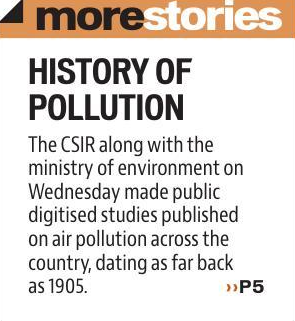 morestories
HISTORY OF
POLLUTION
The CSIR along with the
ministry of environment on
Wednesday made public
digitised studies published
on air pollution across the
country, dating as far back
as 1905. ››P5